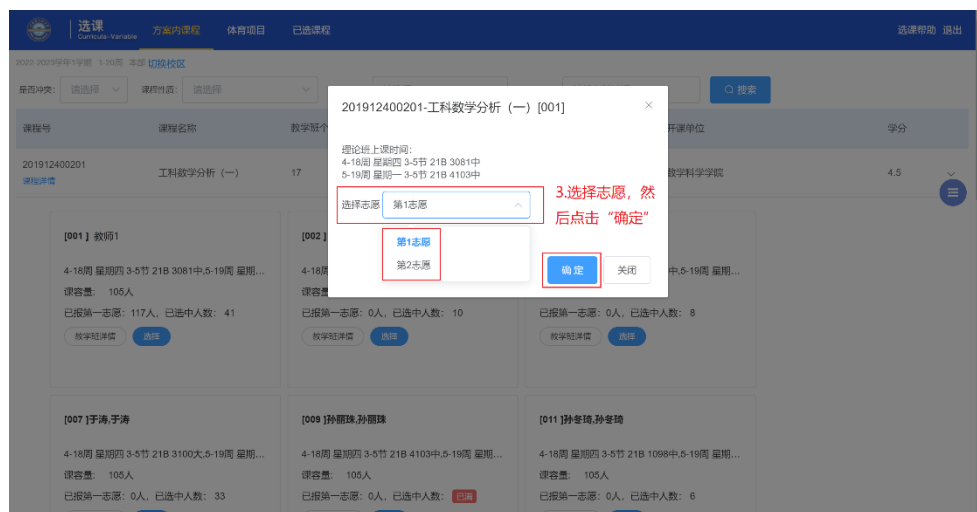 选课
Curricula-Variable
方案内课程 体育项目 已选课程 选课帮助 退出
2022-2023学年1学期 1-20周 本部 切换校区
是否冲突: 请选择 课程性质: 请选择 搜索
课程号 课程名称 教学班个 开课单位 学分
201912400201 工科数学分析（一） 17 数学科学学院 4.5
课程详情
201912400201-工科数学分析（一）[001] ×
理论班上课时间:
4-18周 星期四 3-5节 21B 3081中
5-19周 星期一 3-5节 21B 4103中
选择志愿 第1志愿
第1志愿
第2志愿
3.选择志愿，然
后点击“确定”
确定 关闭
[001 ] 教师1
4-18周 星期四 3-5节 21B 3081中,5-19周 星期...
课容量: 105人
已报第一志愿: 117人, 已选中人数: 41
教学班详情 选择
[002 ]
4-18周
课容量
已报第一志愿: 0人, 已选中人数: 10
教学班详情 选择
中,5-19周 星期...
已报第一志愿: 0人, 已选中人数: 8
教学班详情 选择
[007 ]于涛,于涛
4-18周 星期四 3-5节 21B 3100大,5-19周 星期...
课容量: 105人
已报第一志愿: 0人, 已选中人数: 33
[009 ]孙丽珠,孙丽珠
4-18周 星期四 3-5节 21B 4103中,5-19周 星期...
课容量: 105人
已报第一志愿: 0人, 已选中人数: 已满
[011 ]孙冬琦,孙冬琦
4-18周 星期四 3-5节 21B 1098中,5-19周 星期...
课容量: 105人
已报第一志愿: 0人, 已选中人数: 6